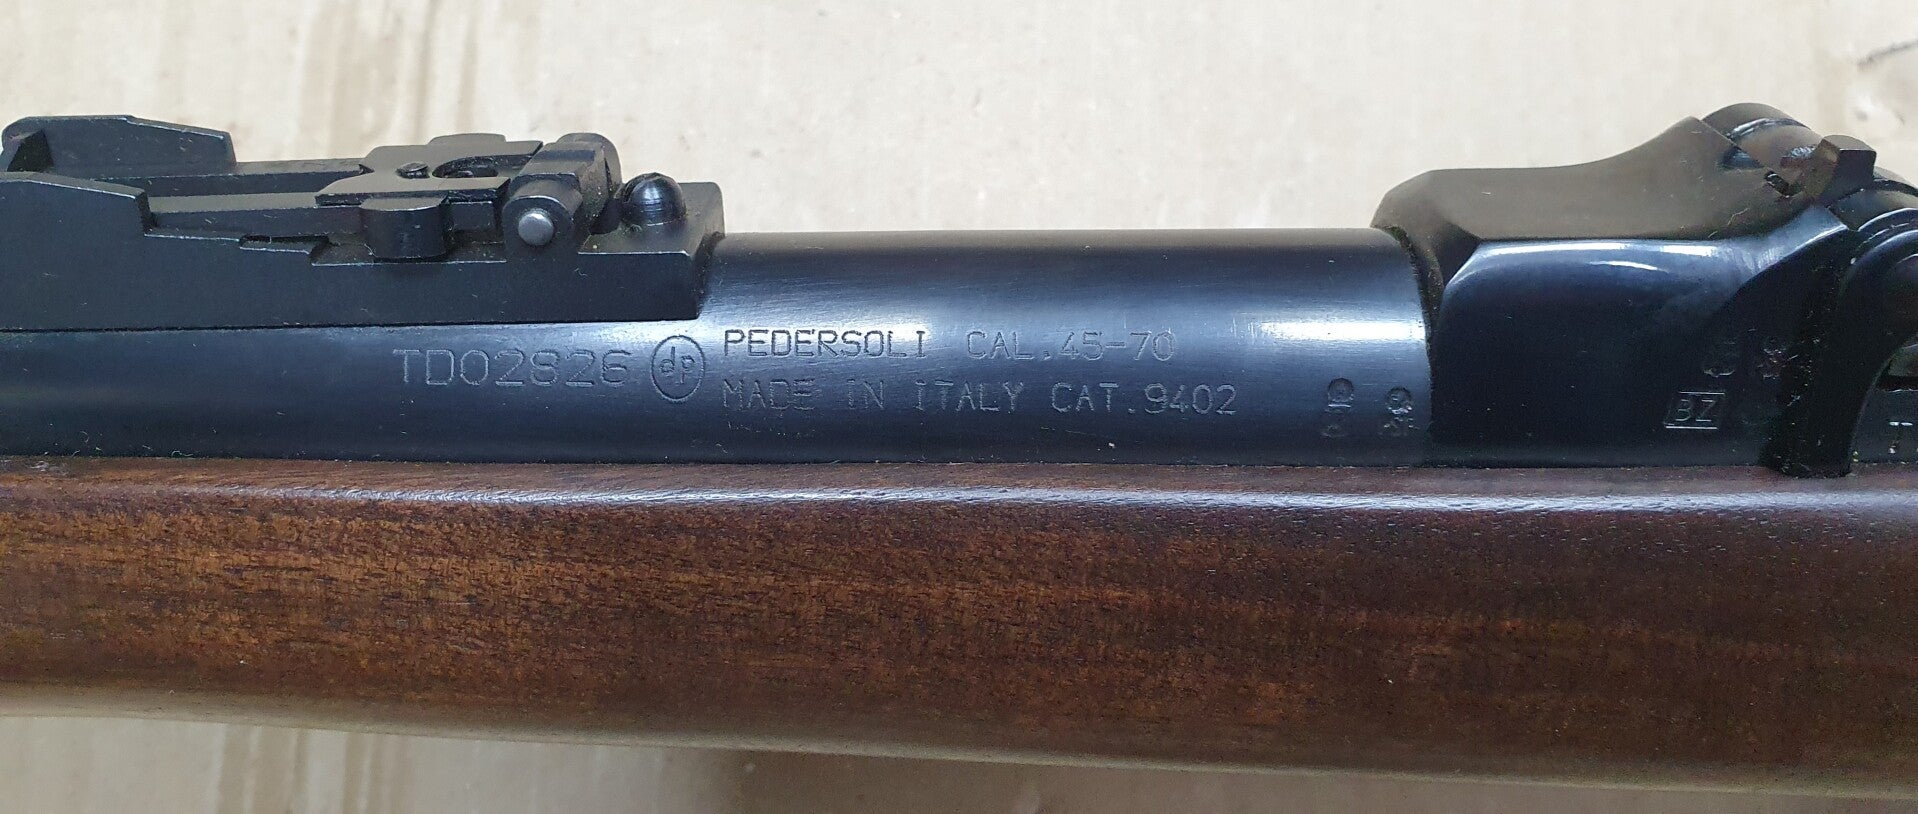 TD02826 dp PEDERSOLI CAL.45-70
MADE IN ITALY CAT.9402
BZ